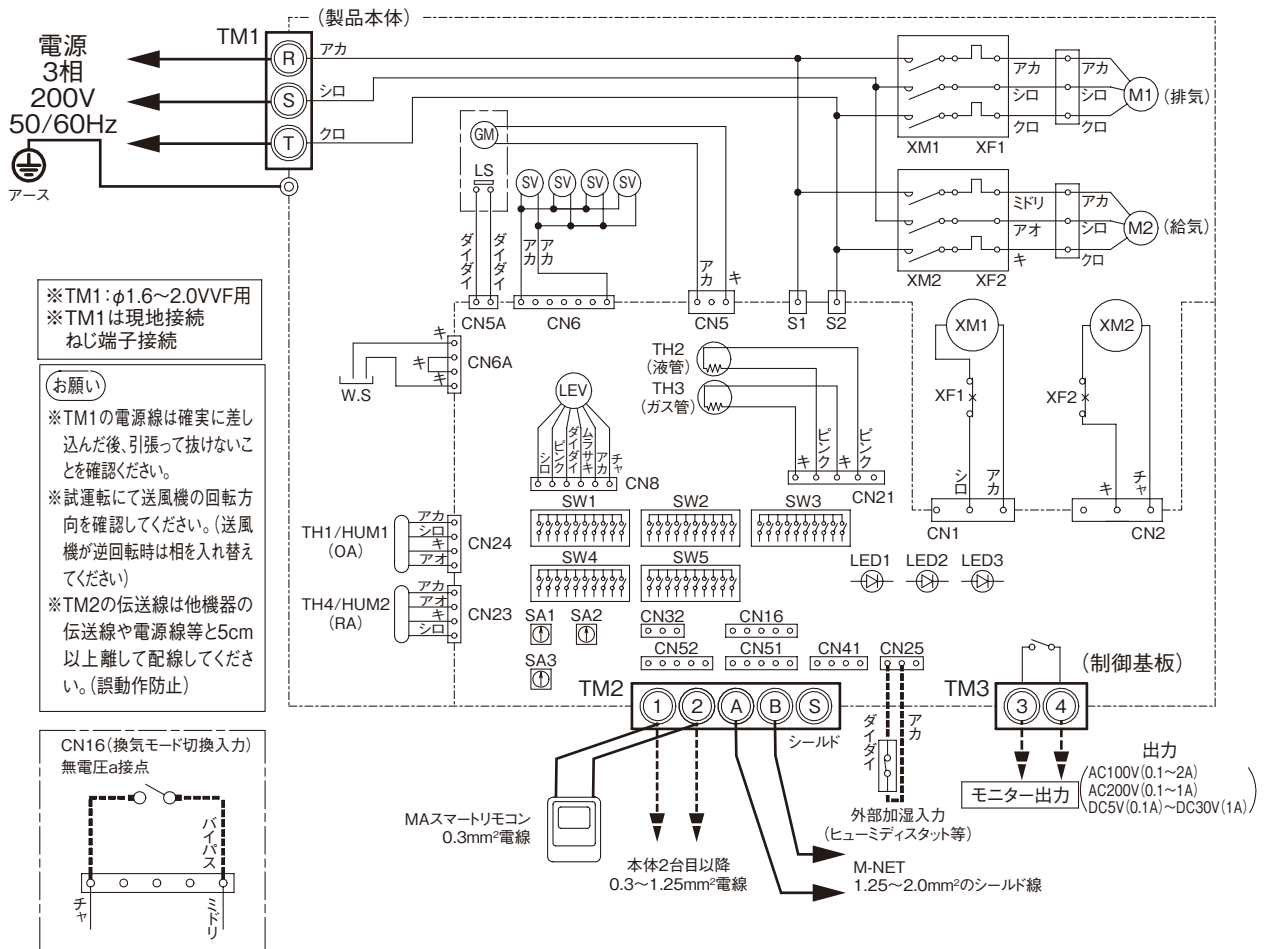 (製品本体)
電源
3相
200V
50/60Hz
アース
TM1
R
S
T
アカ
シロ
クロ
GM
LS
SV
SV
SV
SV
ダイダイ
ダイダイ
アカ
アカ
アカ
キ
CN5A
CN6
CN5
S1
S2
XM1
XF1
アカ
シロ
クロ
アカ
シロ
クロ
M1
(排気)
XM2
XF2
ミドリ
アオ
キ
アカ
シロ
クロ
M2
(給気)
※TM1:φ1.6～2.0VVF用
※TM1は現地接続
ねじ端子接続
お願い
※TM1の電源線は確実に差し
込んだ後、引張って抜けないこ
とを確認ください。
※試運転にて送風機の回転方
向を確認してください。(送風
機が逆回転時は相を入れ替え
てください)
※TM2の伝送線は他機器の
伝送線や電源線等と5cm
以上離して配線してくださ
い。(誤動作防止)
キ
キ
キ
CN6A
W.S
LEV
シロ
ピンク
ダイダイ
ムラサキ
アカ
チャ
CN8
TH2
(液管)
TH3
(ガス管)
キ
ピンク
キ
ピンク
CN21
XM1
XF1
シロ
アカ
CN1
XM2
XF2
キ
チャ
CN2
TH1/HUM1
(OA)
アカ
シロ
キ
アオ
CN24
TH4/HUM2
(RA)
アカ
アオ
キ
シロ
CN23
SW1
SW2
SW3
SW4
SW5
LED1
LED2
LED3
SA1
SA2
SA3
CN32
CN16
CN52
CN51
CN41
CN25
(制御基板)
TM2
1
2
A
B
S
シールド
ダイダイ
アカ
TM3
3
4
外部加湿入力
(ヒューミディスタット等)
モニター出力
出力
AC100V(0.1～2A)
AC200V(0.1～1A)
DC5V(0.1A)～DC30V(1A)
MAスマートリモコン
0.3mm²電線
本体2台目以降
0.3～1.25mm²電線
M-NET
1.25～2.0mm²のシールド線
CN16(換気モード切換入力)
無電圧a接点
バイパス
チャ
ミドリ